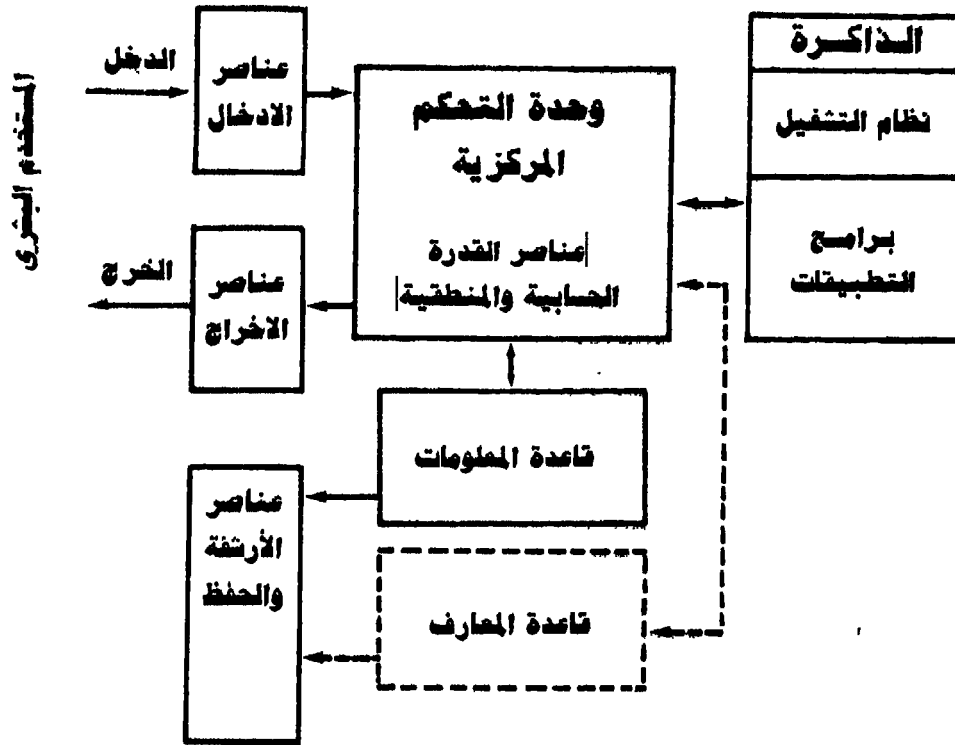 الذاكرة
نظام التشغيل
برامج
التطبيقات
وحدة التحكم
المركزية
عناصر القدرة
الحسابية والمنطقية
عناصر
الادخال
الدخل
المستخدم البشرى
عناصر
الاخراج
الخرج
قاعدة المعلومات
عناصر
الأرشفة
والحفظ
قاعدة المعارف